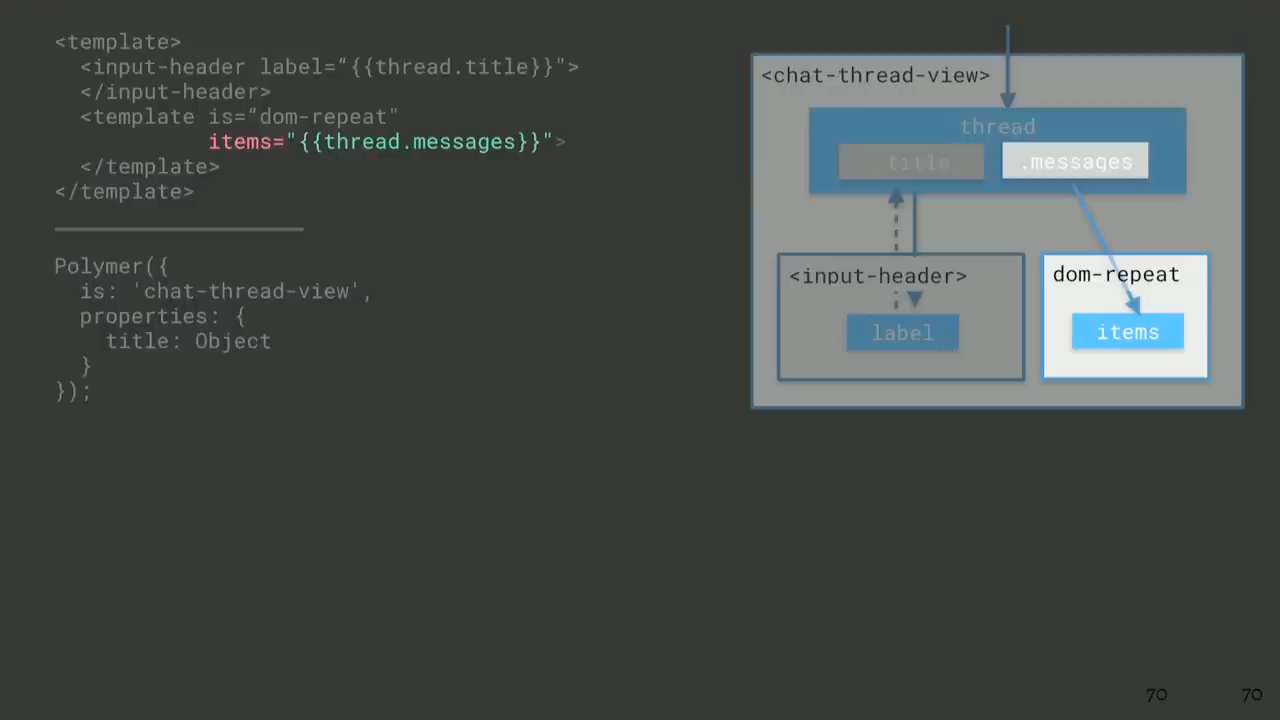 <template>
<input-header label="{{thread.title}}">
</input-header>
<template is="dom-repeat"
items="{{thread.messages}}">
</template>
</template>
Polymer({
is: 'chat-thread-view',
properties: {
title: Object
}
});
<chat-thread-view>
thread
title
.messages
<input-header>
dom-repeat
label
items
70
70